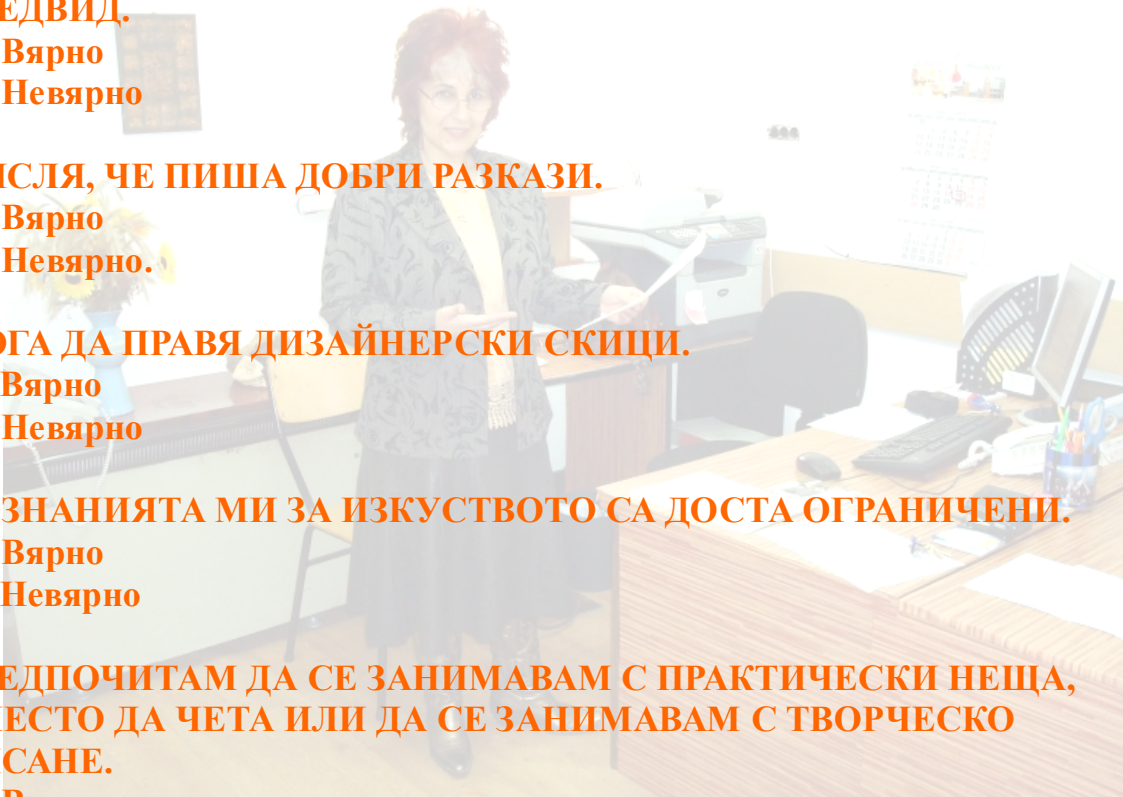 ЕДВИД.
Вярно
Невярно
ИСЛЯ, ЧЕ ПИША ДОБРИ РАЗКАЗИ.
Вярно
Невярно.
ОГА ДА ПРАВЯ ДИЗАЙНЕРСКИ СКИЦИ.
Вярно
Невярно
ЗНАНИЯТА МИ ЗА ИЗКУСТВОТО СА ДОСТА ОГРАНИЧЕНИ.
Вярно
Невярно
ЕДПОЧИТАМ ДА СЕ ЗАНИМАВАМ С ПРАКТИЧЕСКИ НЕЩА,
ЕСТО ДА ЧЕТА ИЛИ ДА СЕ ЗАНИМАВАМ С ТВОРЧЕСКО
САНЕ.